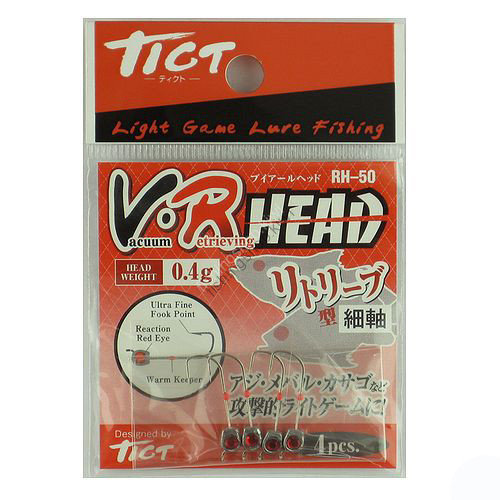 TICT
ティクト
Light Game Lure Fishing
ブイアールヘッド RH-50
V・R HEAD
Vacuum Retrieving
HEAD WEIGHT 0.4g
リトリーブ
型 細軸
Ultra Fine
Fook Point
Reaction
Red Eye
Warm Keeper
アジ・メバル・カサゴなど
攻撃的ライトゲームに!
4pcs.
Designed by
TICT